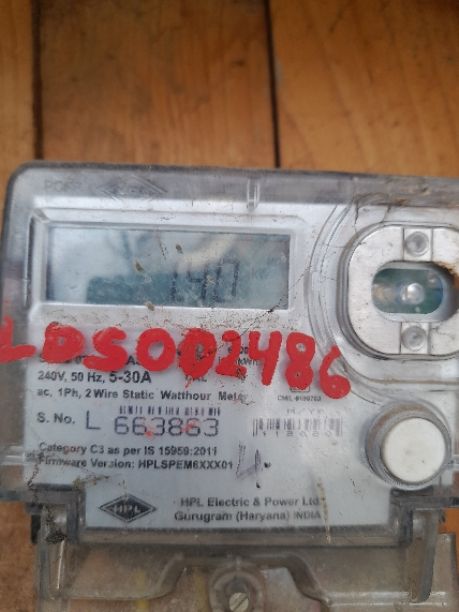 LDS002486
240V, 50 Hz, 5-30A
ac, 1Ph, 2 Wire Static Watthour Meter
S. No. L 663863
Category C3 as per IS 15959:2011
Firmware Version: HPLSPEM6XXX01
HPL
HPL Electric & Power Ltd
Gurugram (Haryana) INDIA